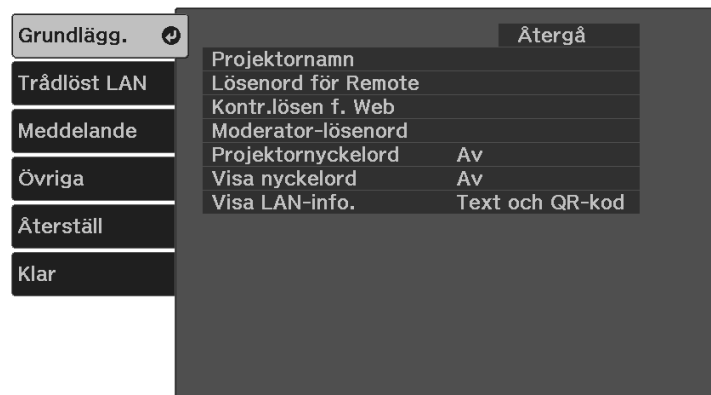 Grundlägg.
Trådlöst LAN
Meddelande
Övriga
Återställ
Klar
Återgå
Projektornamn
Lösenord för Remote
Kontr.lösen f. Web
Moderator-lösenord
Projektornyckelord Av
Visa nyckelord Av
Visa LAN-info. Text och QR-kod